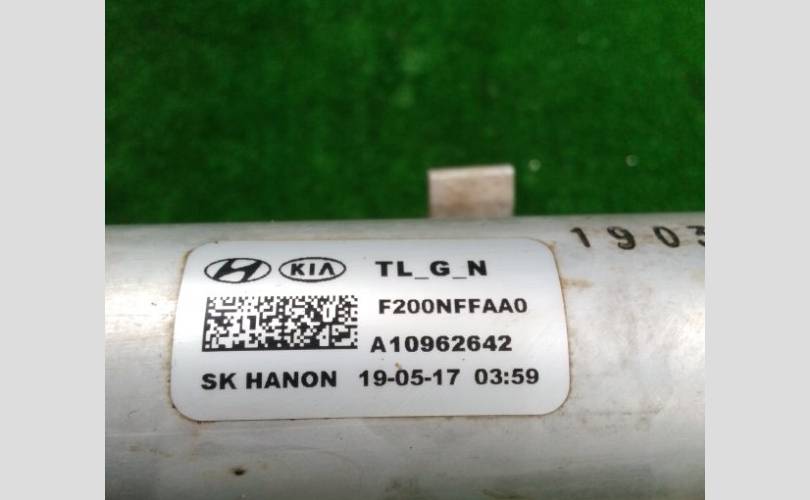 1903
KIA TL_G_N
F200NFFAA0
A10962642
SK HANON 19-05-17 03:59